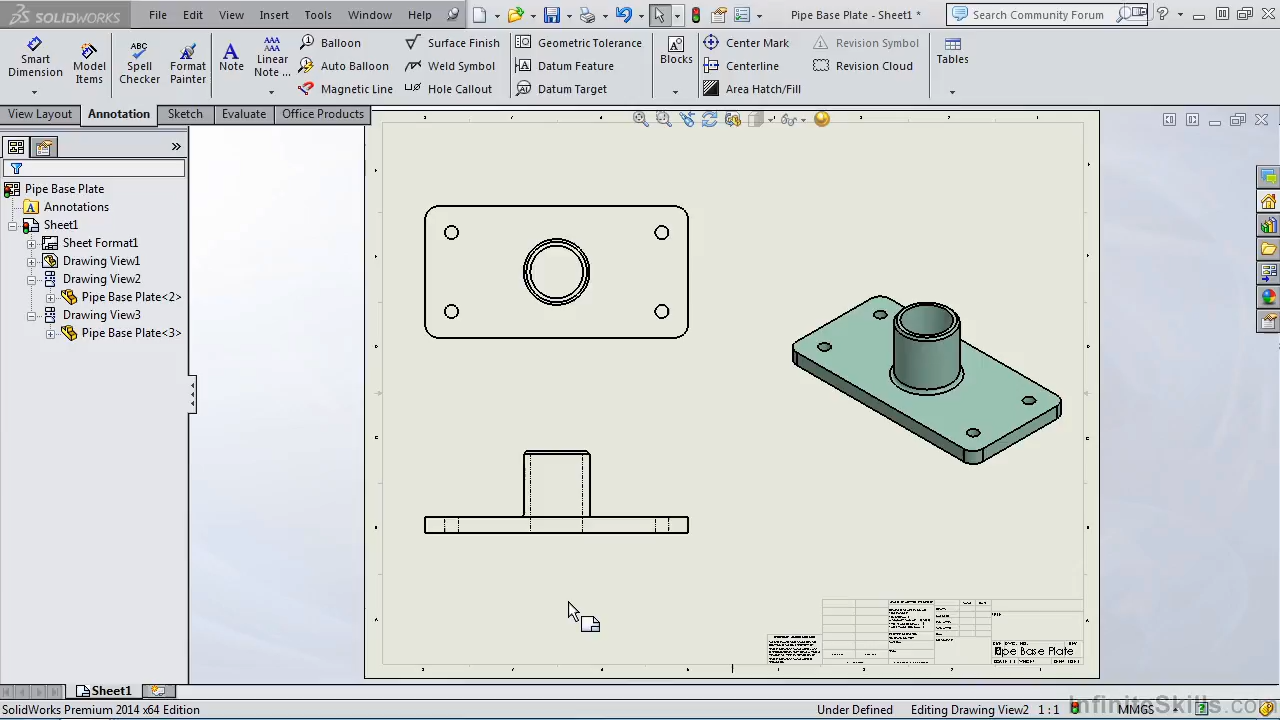 SOLIDWORKS File Edit View Insert Tools Window Help Pipe Base Plate - Sheet1 * Search Community Forum
Smart Dimension
Model Items
Spell Checker
Format Painter
Note
Linear Note ...
Balloon
Auto Balloon
Magnetic Line
Surface Finish
Weld Symbol
Hole Callout
Geometric Tolerance
Datum Feature
Datum Target
Blocks
Center Mark
Centerline
Area Hatch/Fill
Revision Symbol
Revision Cloud
Tables
View Layout Annotation Sketch Evaluate Office Products
Pipe Base Plate
Annotations
Sheet1
Sheet Format1
Drawing View1
Drawing View2
Pipe Base Plate<2>
Drawing View3
Pipe Base Plate<3>
Pipe Base Plate
Sheet1
InfiniteSkills.com
SolidWorks Premium 2014 x64 Edition Under Defined Editing Drawing View2 1 : 1 MMGS